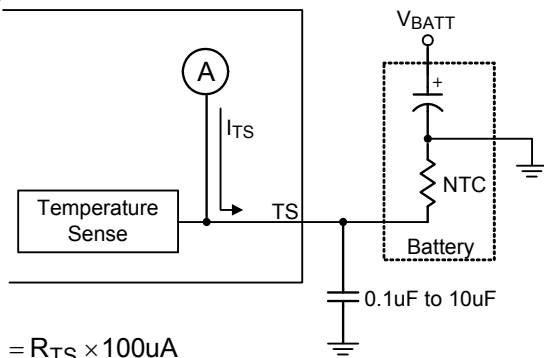 V_BATT
A
+
I_TS
NTC
Temperature
Sense
TS
Battery
0.1uF to 10uF
= R_TS × 100uA